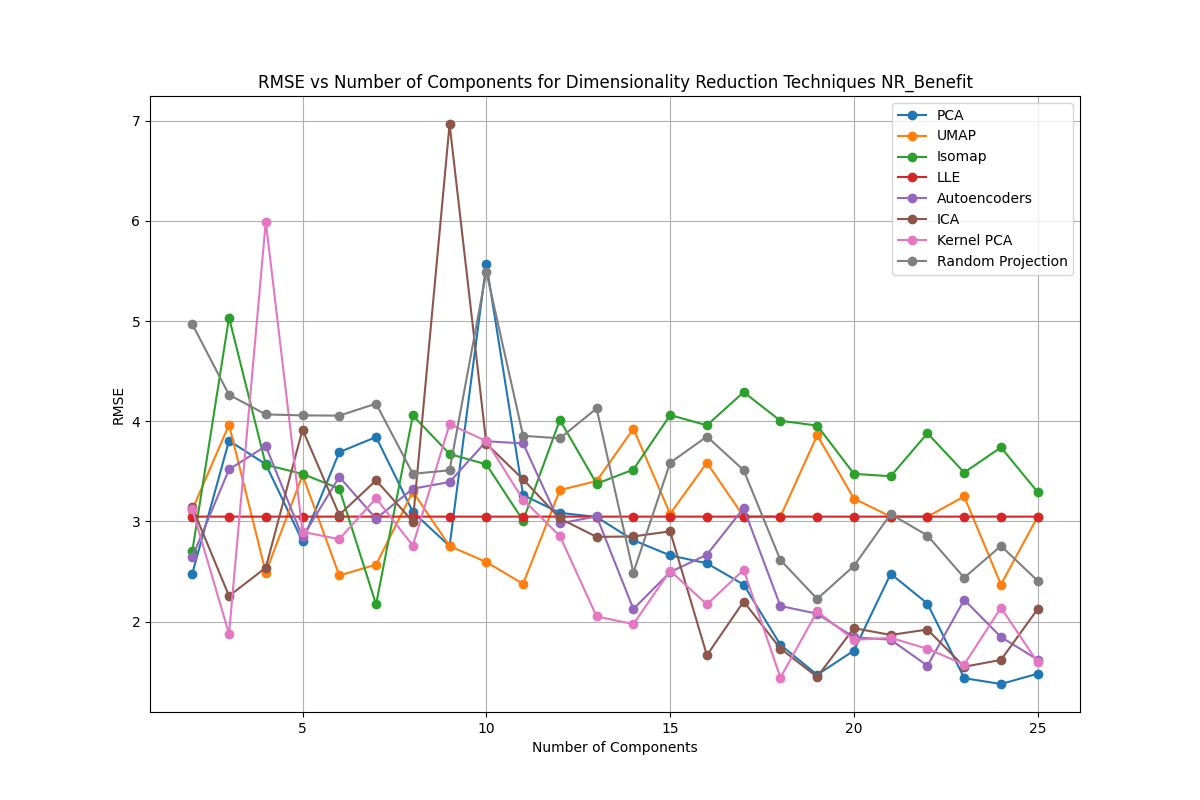 RMSE vs Number of Components for Dimensionality Reduction Techniques NR_Benefit
PCA
UMAP
Isomap
LLE
Autoencoders
ICA
Kernel PCA
Random Projection
RMSE
7
6
5
4
3
2
5
10
15
20
25
Number of Components